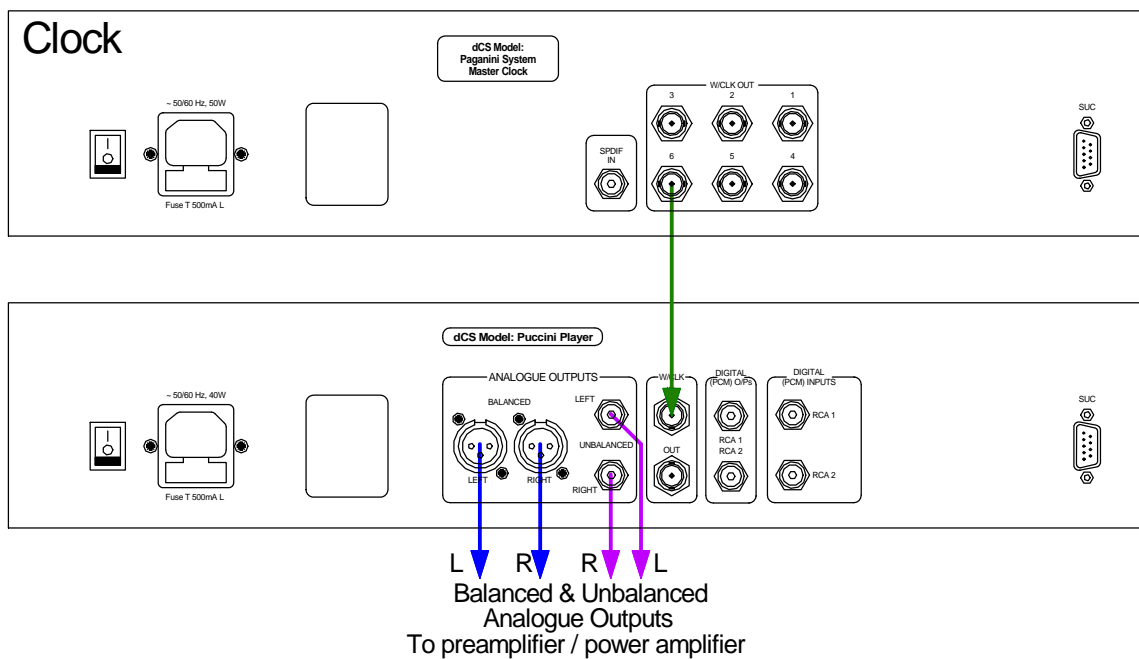 Clock
dCS Model:
Paganini System
Master Clock
~ 50/60 Hz, 50W
Fuse T 500mA L
SPDIF
IN
W/CLK OUT
3
2
1
6
5
4
SUC
dCS Model: Puccini Player
~ 50/60 Hz, 40W
Fuse T 500mA L
ANALOGUE OUTPUTS
BALANCED
LEFT
RIGHT
LEFT
UNBALANCED
RIGHT
W/CLK
OUT
DIGITAL
(PCM) O/Ps
RCA 1
RCA 2
DIGITAL
(PCM) INPUTS
RCA 1
RCA 2
SUC
L R R L
Balanced & Unbalanced
Analogue Outputs
To preamplifier / power amplifier